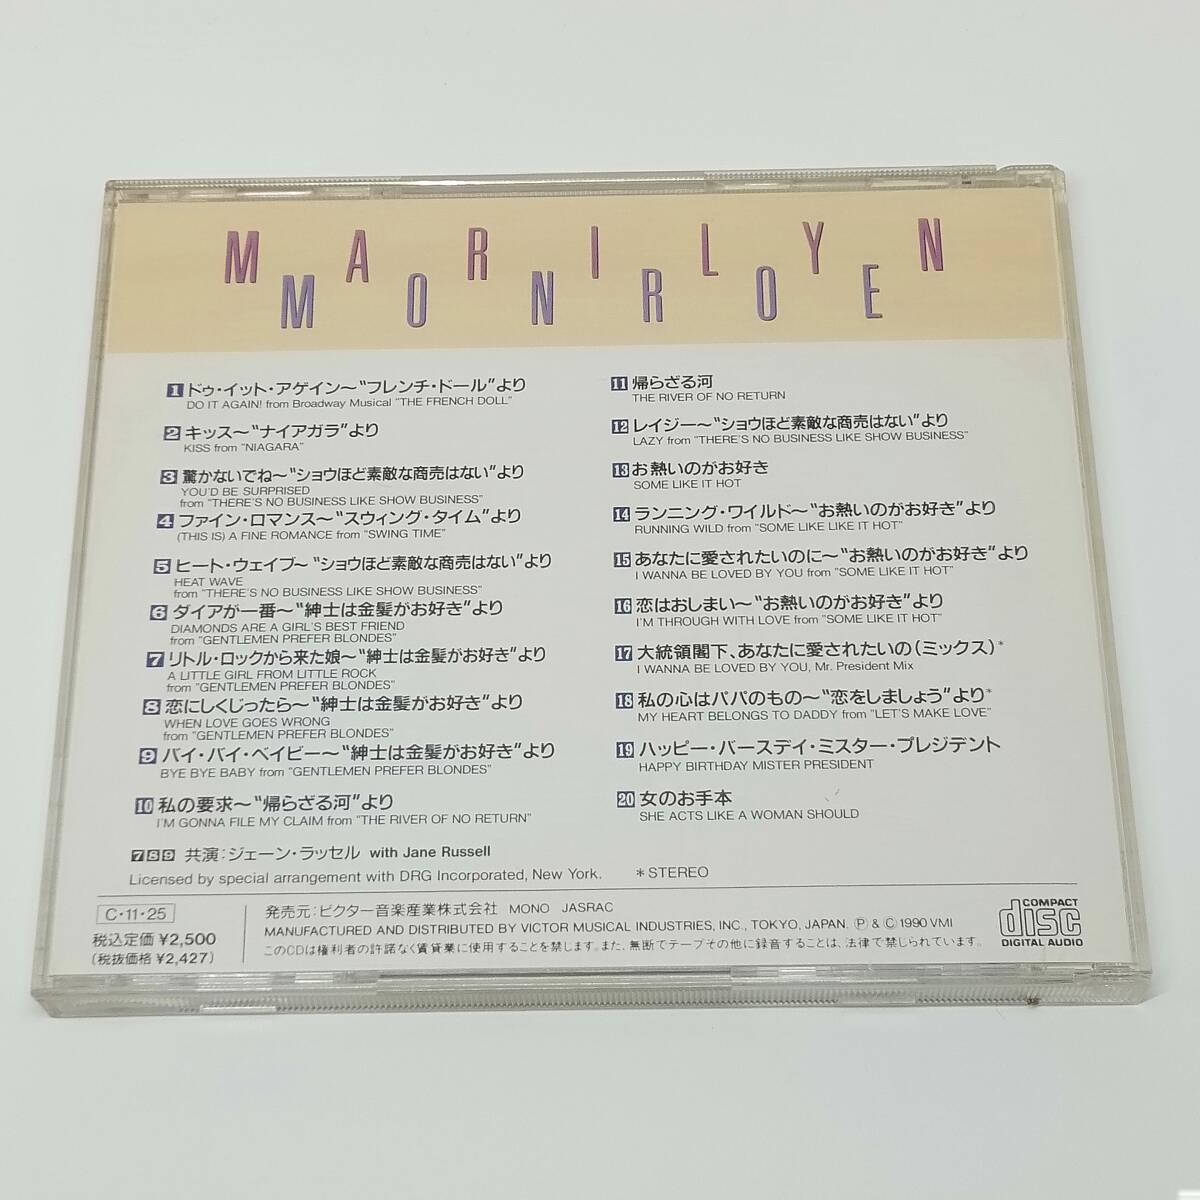 MARILYN
MONROE
1 ドゥ・イット・アゲイン～“フレンチ・ドール”より
DO IT AGAIN! from Broadway Musical "THE FRENCH DOLL"
2 キッス～“ナイアガラ”より
KISS from "NIAGARA"
3 驚かないでね～“ショウほど素敵な商売はない”より
YOU'D BE SURPRISED
from "THERE'S NO BUSINESS LIKE SHOW BUSINESS"
4 ファイン・ロマンス～“スウィング・タイム”より
(THIS IS) A FINE ROMANCE from "SWING TIME"
5 ヒート・ウェイブ～“ショウほど素敵な商売はない”より
HEAT WAVE
from "THERE'S NO BUSINESS LIKE SHOW BUSINESS"
6 ダイアが一番～“紳士は金髪がお好き”より
DIAMONDS ARE A GIRL'S BEST FRIEND
from "GENTLEMEN PREFER BLONDES"
7 リトル・ロックから来た娘～“紳士は金髪がお好き”より
A LITTLE GIRL FROM LITTLE ROCK
from "GENTLEMEN PREFER BLONDES"
8 恋にしくじったら～“紳士は金髪がお好き”より
WHEN LOVE GOES WRONG
from "GENTLEMEN PREFER BLONDES"
9 バイ・バイ・ベイビー～“紳士は金髪がお好き”より
BYE BYE BABY from "GENTLEMEN PREFER BLONDES"
10 私の要求～“帰らざる河”より
I'M GONNA FILE MY CLAIM from "THE RIVER OF NO RETURN"
11 帰らざる河
THE RIVER OF NO RETURN
12 レイジー～“ショウほど素敵な商売はない”より
LAZY from "THERE'S NO BUSINESS LIKE SHOW BUSINESS"
13 お熱いのがお好き
SOME LIKE IT HOT
14 ランニング・ワイルド～“お熱いのがお好き”より
RUNNING WILD from "SOME LIKE LIKE IT HOT"
15 あなたに愛されたいのに～“お熱いのがお好き”より
I WANNA BE LOVED BY YOU from "SOME LIKE IT HOT"
16 恋はおしまい～“お熱いのがお好き”より
I'M THROUGH WITH LOVE from "SOME LIKE IT HOT"
17 大統領閣下、あなたに愛されたいの(ミックス)*
I WANNA BE LOVED BY YOU, Mr. President Mix
18 私の心はパパのもの～“恋をしましょう”より*
MY HEART BELONGS TO DADDY from "LET'S MAKE LOVE"
19 ハッピー・バースデイ・ミスター・プレジデント
HAPPY BIRTHDAY MISTER PRESIDENT
20 女のお手本
SHE ACTS LIKE A WOMAN SHOULD
7 8 9 共演：ジェーン・ラッセル with Jane Russell
Licensed by special arrangement with DRG Incorporated, New York. *STEREO
C・11・25
税込定価 ¥2,500
(税抜価格 ¥2,427)
発売元：ビクター音楽産業株式会社 MONO JASRAC
MANUFACTURED AND DISTRIBUTED BY VICTOR MUSICAL INDUSTRIES, INC., TOKYO, JAPAN. Ⓟ & Ⓒ 1990 VMI
このCDは権利者の許諾なく賃貸業に使用することを禁じます。また、無断でテープその他に録音することは、法律で禁じられています。
COMPACT
disc
DIGITAL AUDIO